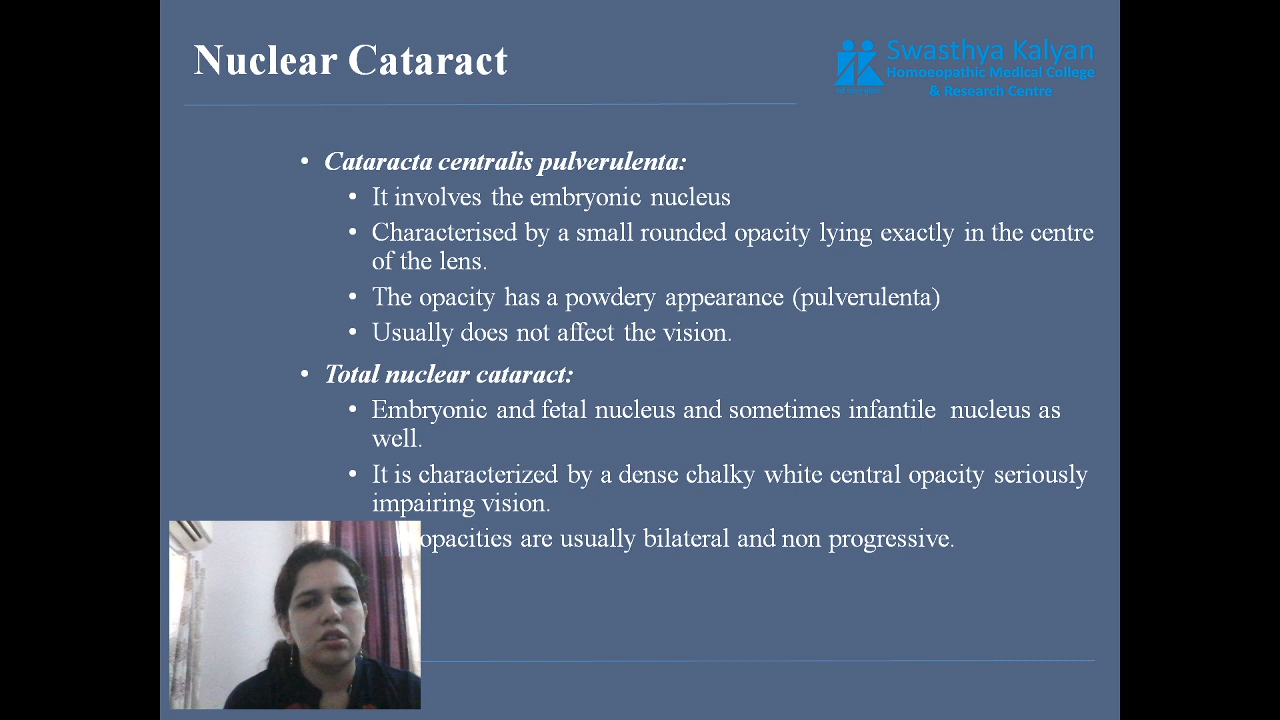 Nuclear Cataract
Swasthya Kalyan
Homoeopathic Medical College
& Research Centre
• Cataracta centralis pulverulenta:
• It involves the embryonic nucleus
• Characterised by a small rounded opacity lying exactly in the centre
of the lens.
• The opacity has a powdery appearance (pulverulenta)
• Usually does not affect the vision.
• Total nuclear cataract:
• Embryonic and fetal nucleus and sometimes infantile nucleus as
well.
• It is characterized by a dense chalky white central opacity seriously
impairing vision.
opacities are usually bilateral and non progressive.